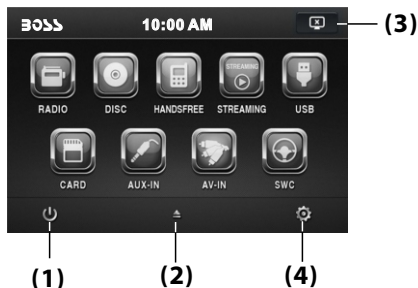 BOSS 10:00 AM (3)
STREAMING
RADIO DISC HANDSFREE STREAMING USB
CARD AUX-IN AV-IN SWC
(1) (2) (4)